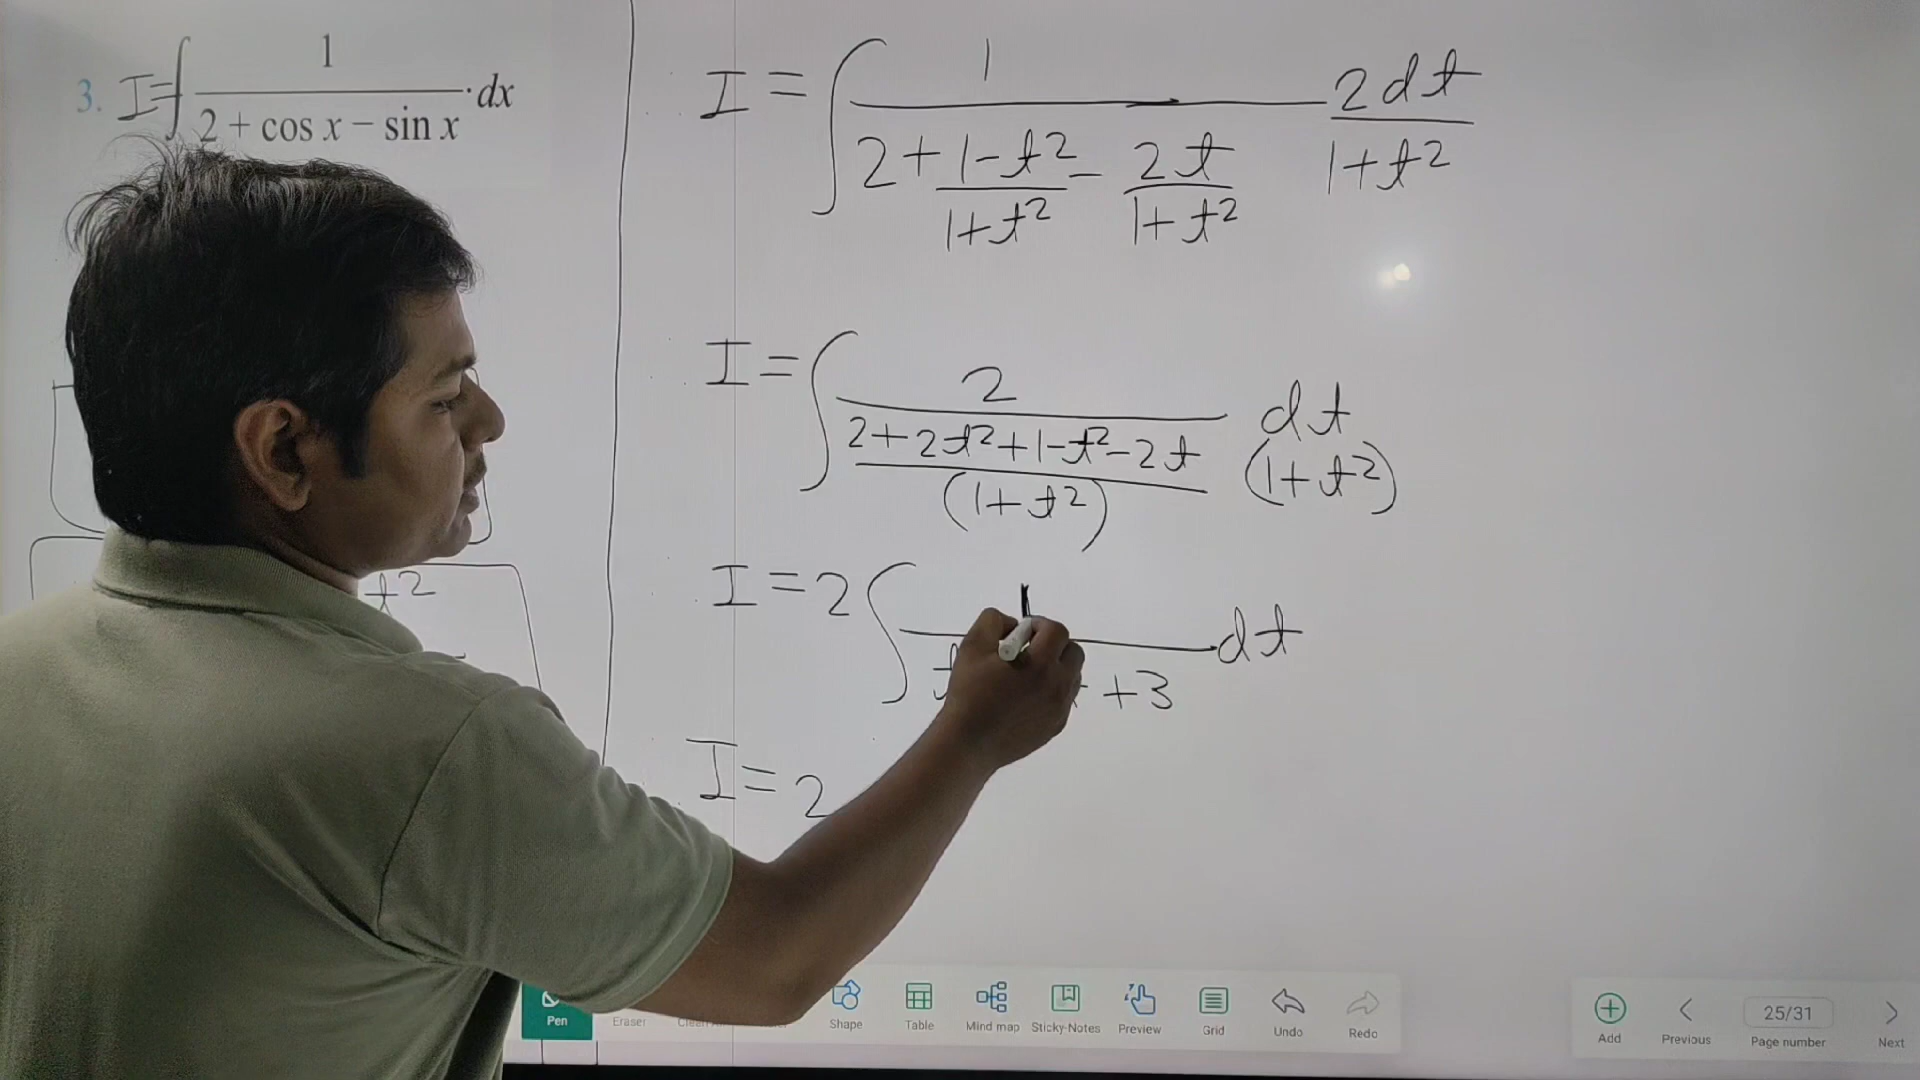 3. I=∫ 1
2 + cos x − sin x · dx
t2
I = ∫ 1 2dt
2+ 1-t² - 2t 1+t²
1+t² 1+t²
I = ∫ 2 dt
2+2t²+1-t²-2t (1+t²)
(1+t²)
I = 2 ∫ 1 dt
+3
I = 2
Pen
Eraser
Shape
Table
Mind map
Sticky-Notes
Preview
Grid
Undo
Redo
Add
Previous
25/31
Page number
Next